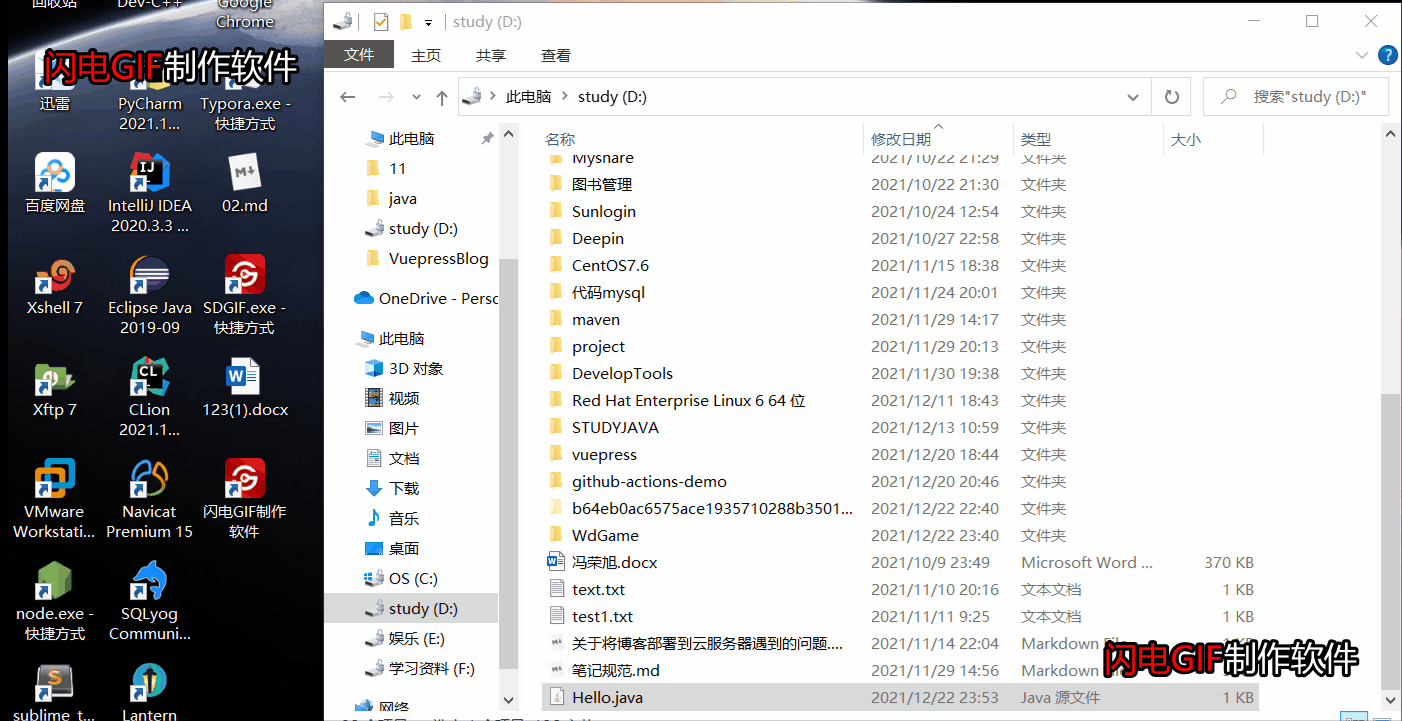 回收站
Dev-C++
Google
Chrome
闪电GIF制作软件
迅雷
PyCharm
2021.1...
Typora.exe -
快捷方式
百度网盘
IntelliJ IDEA
2020.3.3 ...
02.md
Xshell 7
Eclipse Java
2019-09
SDGIF.exe -
快捷方式
Xftp 7
CLion
2021.1...
123(1).docx
VMware
Workstati...
Navicat
Premium 15
闪电GIF制作
软件
node.exe -
快捷方式
SQLyog
Communi...
sublime_t...
Lantern
study (D:)
文件 主页 共享 查看
此电脑 study (D:)
搜索"study (D:)"
此电脑
11
java
study (D:)
VuepressBlog
OneDrive - Perso
此电脑
3D 对象
视频
图片
文档
下载
音乐
桌面
OS (C:)
study (D:)
娱乐 (E:)
学习资料 (F:)
网络
名称 修改日期 类型 大小
Myshare 2021/10/22 21:29 文件夹
图书管理 2021/10/22 21:30 文件夹
Sunlogin 2021/10/24 12:54 文件夹
Deepin 2021/10/27 22:58 文件夹
CentOS7.6 2021/11/15 18:38 文件夹
代码mysql 2021/11/24 20:01 文件夹
maven 2021/11/29 14:17 文件夹
project 2021/11/29 20:13 文件夹
DevelopTools 2021/11/30 19:38 文件夹
Red Hat Enterprise Linux 6 64 位 2021/12/11 18:43 文件夹
STUDYJAVA 2021/12/13 10:59 文件夹
vuepress 2021/12/20 18:44 文件夹
github-actions-demo 2021/12/20 20:46 文件夹
b64eb0ac6575ace1935710288b3501... 2021/12/22 22:40 文件夹
WdGame 2021/12/22 23:40 文件夹
冯荣旭.docx 2021/10/9 23:49 Microsoft Word ... 370 KB
text.txt 2021/11/10 20:16 文本文档 1 KB
test1.txt 2021/11/11 9:25 文本文档 1 KB
关于将博客部署到云服务器遇到的问题.... 2021/11/14 22:04 Markdown File
笔记规范.md 2021/11/29 14:56 Markdown
闪电GIF制作软件
Hello.java 2021/12/22 23:53 Java 源文件 1 KB